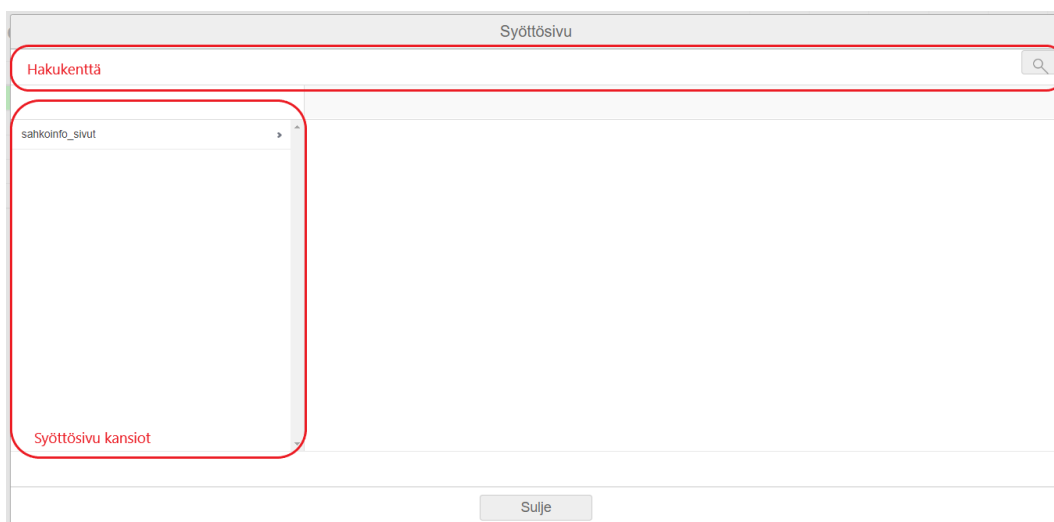 Syöttösivu
Hakukenttä
sahkoinfo_sivut
Syöttösivu kansiot
Sulje